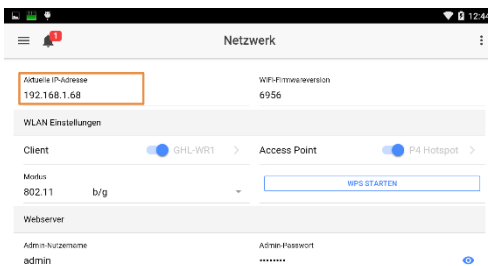 12:44
1
Netzwerk
Aktuelle IP-Adresse
WiFi-Firmwareversion
192.168.1.68
6956
WLAN Einstellungen
Client
GHL-WR1
Access Point
P4 Hotspot
Modus
802.11 b/g
WPS STARTEN
Webserver
Admin-Nutzername
Admin-Passwort
admin
••••••••